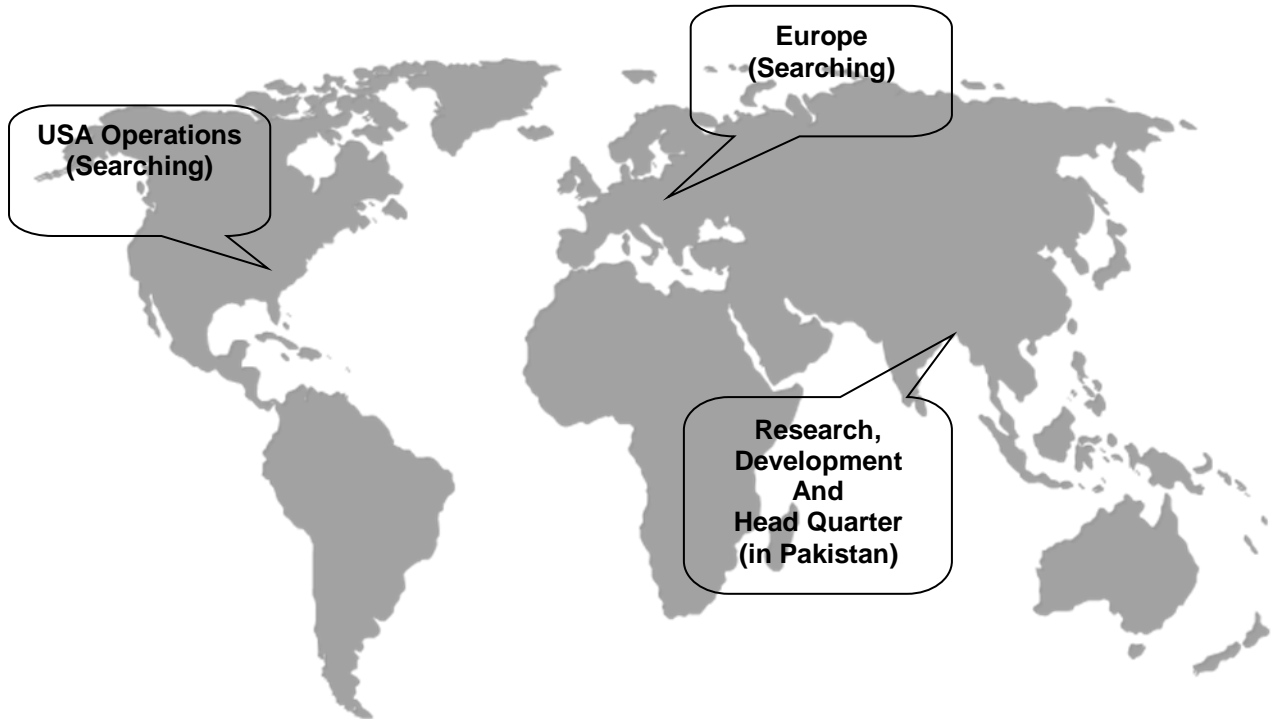 Europe
(Searching)
USA Operations
(Searching)
Research,
Development
And
Head Quarter
(in Pakistan)